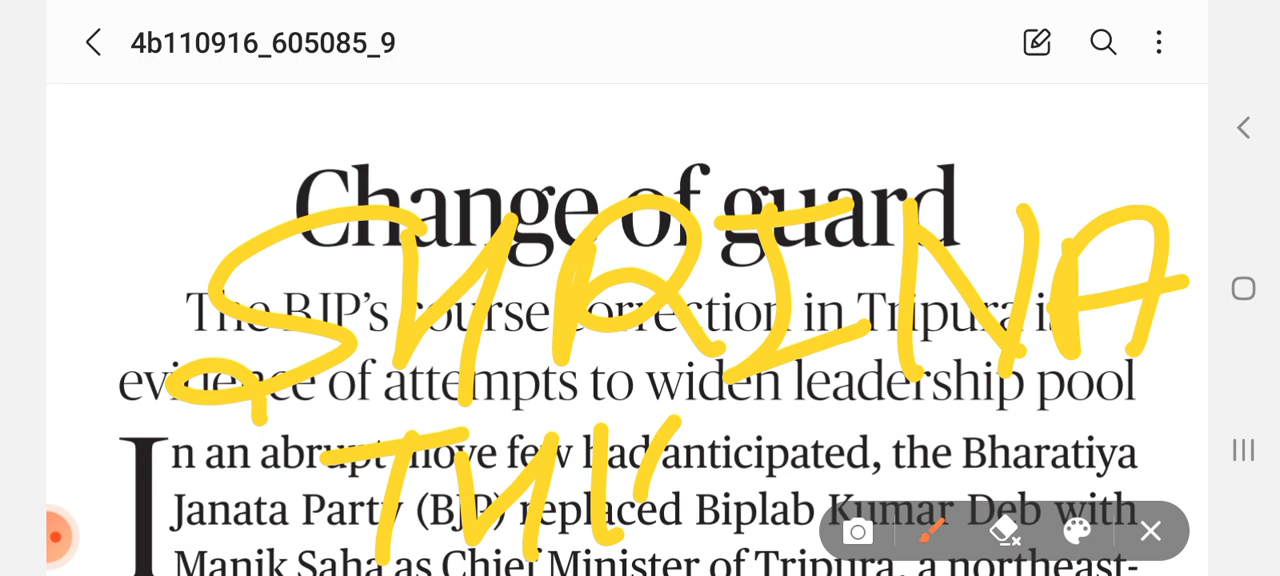 4b110916_605085_9
Change of guard
The BJP's course correction in Tripura is
evidence of attempts to widen leadership pool
In an abrupt move few had anticipated, the Bharatiya
Janata Party (BJP) replaced Biplab Kumar Deb with
Manik Saha as Chief Minister of Tripura, a northeast-
SHRINA